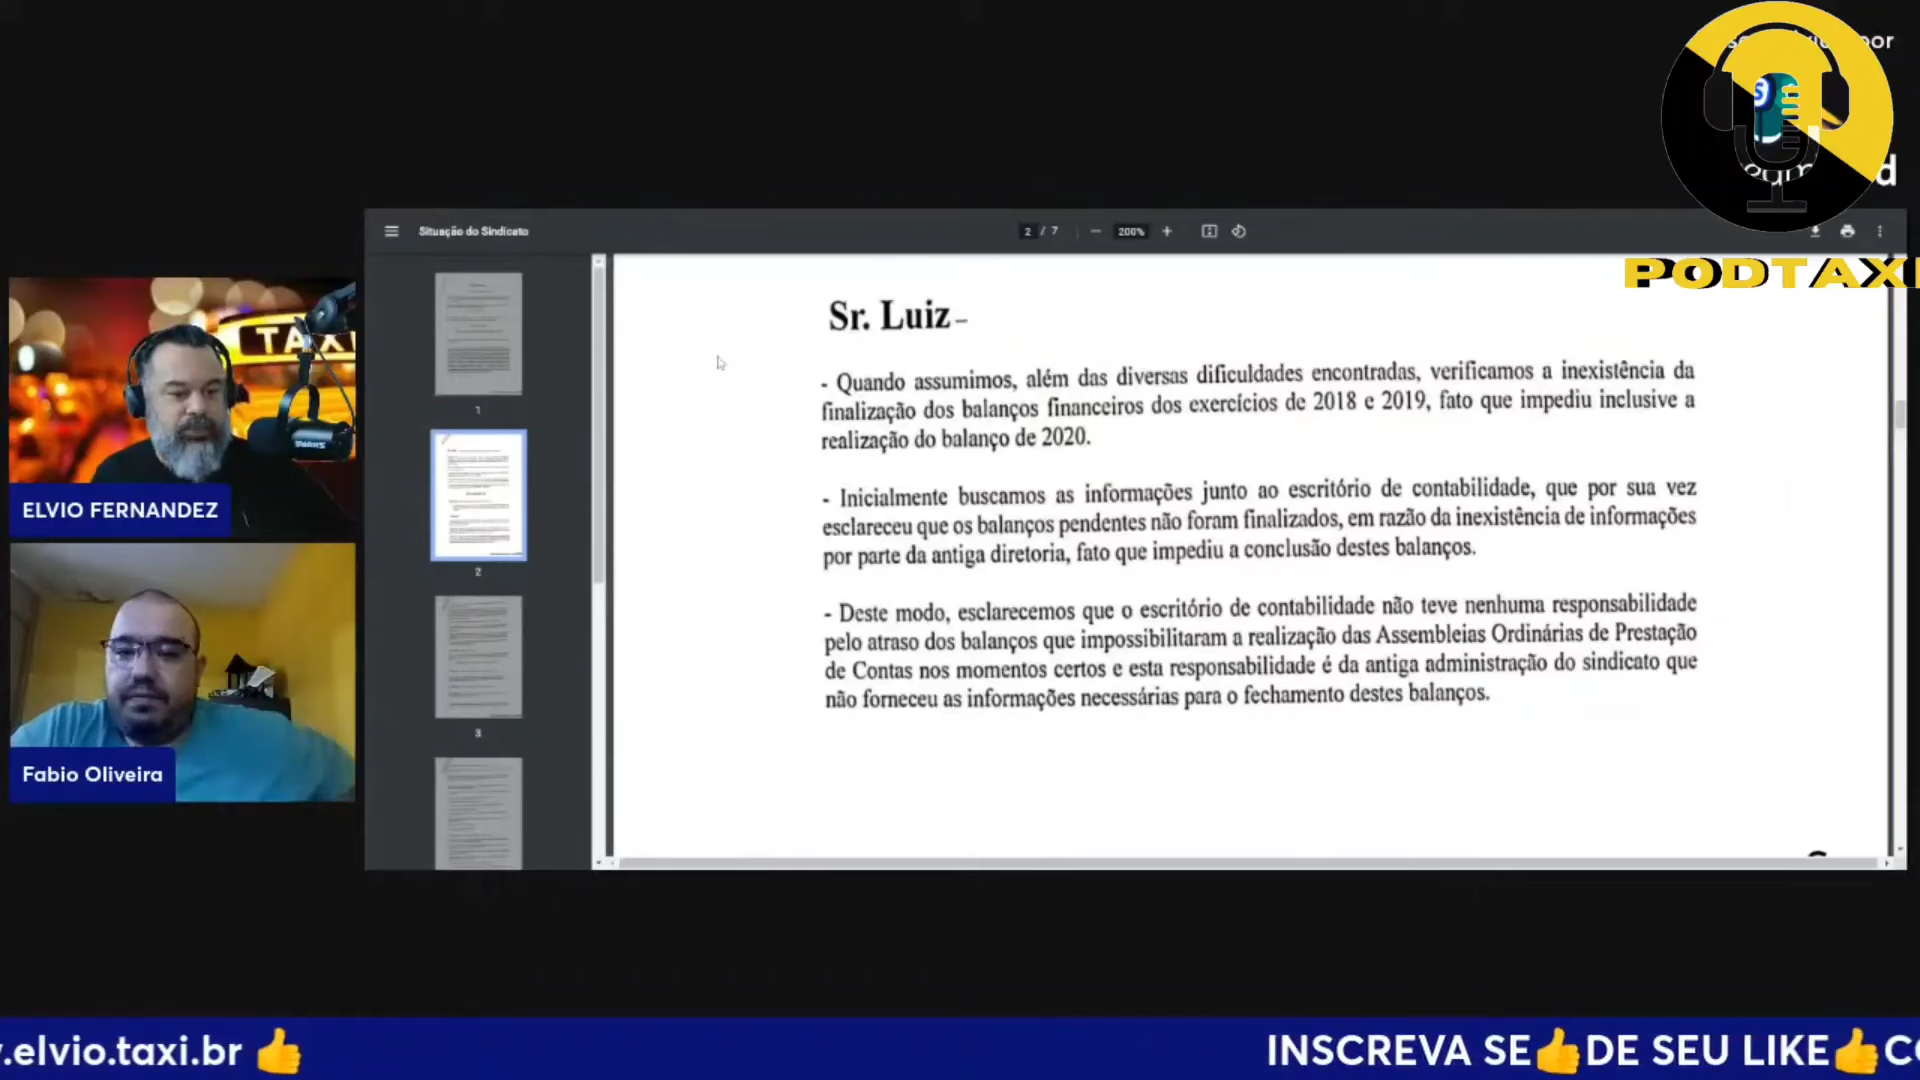 Situação do Sindicato
2 / 7
200%
PODTAXI
TAXI
ELVIO FERNANDEZ
Fabio Oliveira
1
2
3
Sr. Luiz –
- Quando assumimos, além das diversas dificuldades encontradas, verificamos a inexistência da
finalização dos balanços financeiros dos exercícios de 2018 e 2019, fato que impediu inclusive a
realização do balanço de 2020.
- Inicialmente buscamos as informações junto ao escritório de contabilidade, que por sua vez
esclareceu que os balanços pendentes não foram finalizados, em razão da inexistência de informações
por parte da antiga diretoria, fato que impediu a conclusão destes balanços.
- Deste modo, esclarecemos que o escritório de contabilidade não teve nenhuma responsabilidade
pelo atraso dos balanços que impossibilitaram a realização das Assembleias Ordinárias de Prestação
de Contas nos momentos certos e esta responsabilidade é da antiga administração do sindicato que
não forneceu as informações necessárias para o fechamento destes balanços.
.elvio.taxi.br 👍
INSCREVA SE👍DE SEU LIKE👍